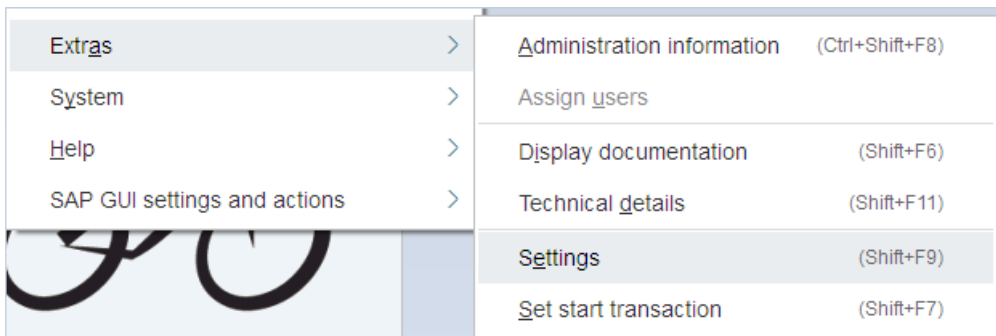 Extras
System
Help
SAP GUI settings and actions
Administration information (Ctrl+Shift+F8)
Assign users
Display documentation (Shift+F6)
Technical details (Shift+F11)
Settings (Shift+F9)
Set start transaction (Shift+F7)